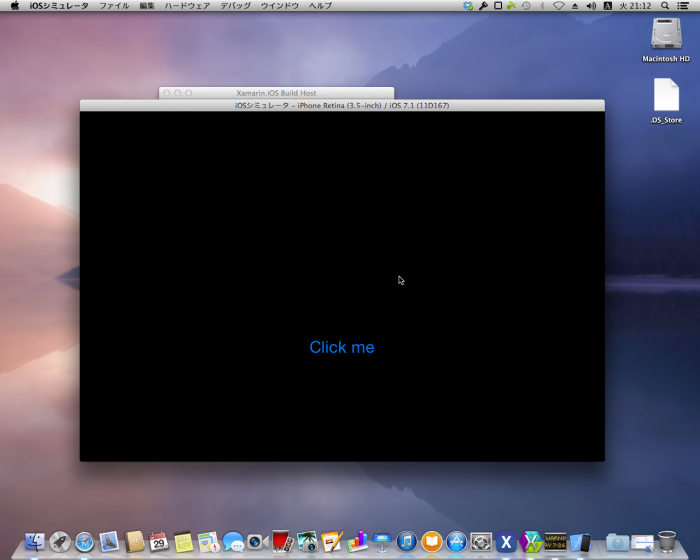 iOSシミュレータ ファイル 編集 ハードウェア デバッグ ウインドウ ヘルプ 火 21:12
Macintosh HD
.DS_Store
Xamarin.iOS Build Host
iOSシミュレータ – iPhone Retina (3.5-inch) / iOS 7.1 (11D167)
Click me
29